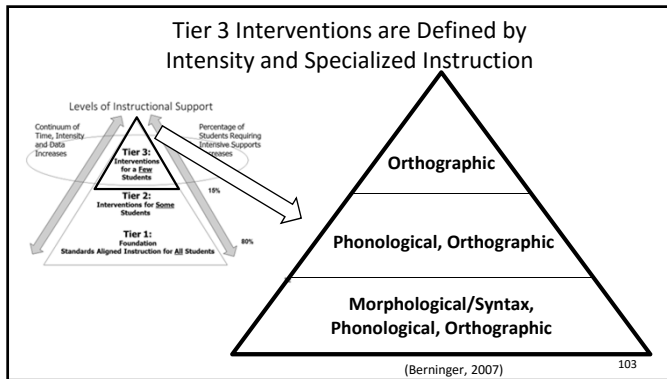 Tier 3 Interventions are Defined by
Intensity and Specialized Instruction
Levels of Instructional Support
Continuum of
Time, Intensity
and Data
Increases
Percentage of
Students Requiring
Intensive Supports
Tier 3:
Interventions
for a Few
Students
Tier 2:
Interventions for Some
Students
15%
Tier 1:
Foundation
Standards Aligned Instruction for All Students
80%
Orthographic
Phonological, Orthographic
Morphological/Syntax,
Phonological, Orthographic
(Berninger, 2007)
103